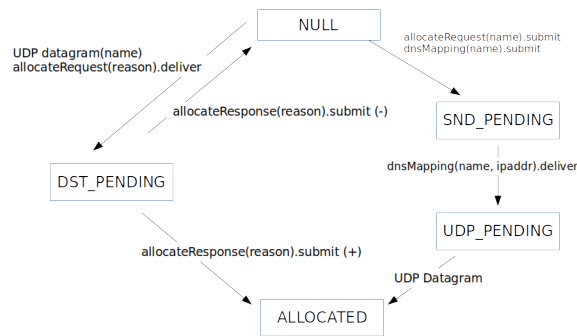 NULL
UDP datagram(name)
allocateRequest(reason).deliver
allocateRequest(name).submit
dnsMapping(name).submit
allocateResponse(reason).submit (-)
SND_PENDING
dnsMapping(name, ipaddr).deliver
DST_PENDING
UDP_PENDING
allocateResponse(reason).submit (+)
UDP Datagram
ALLOCATED